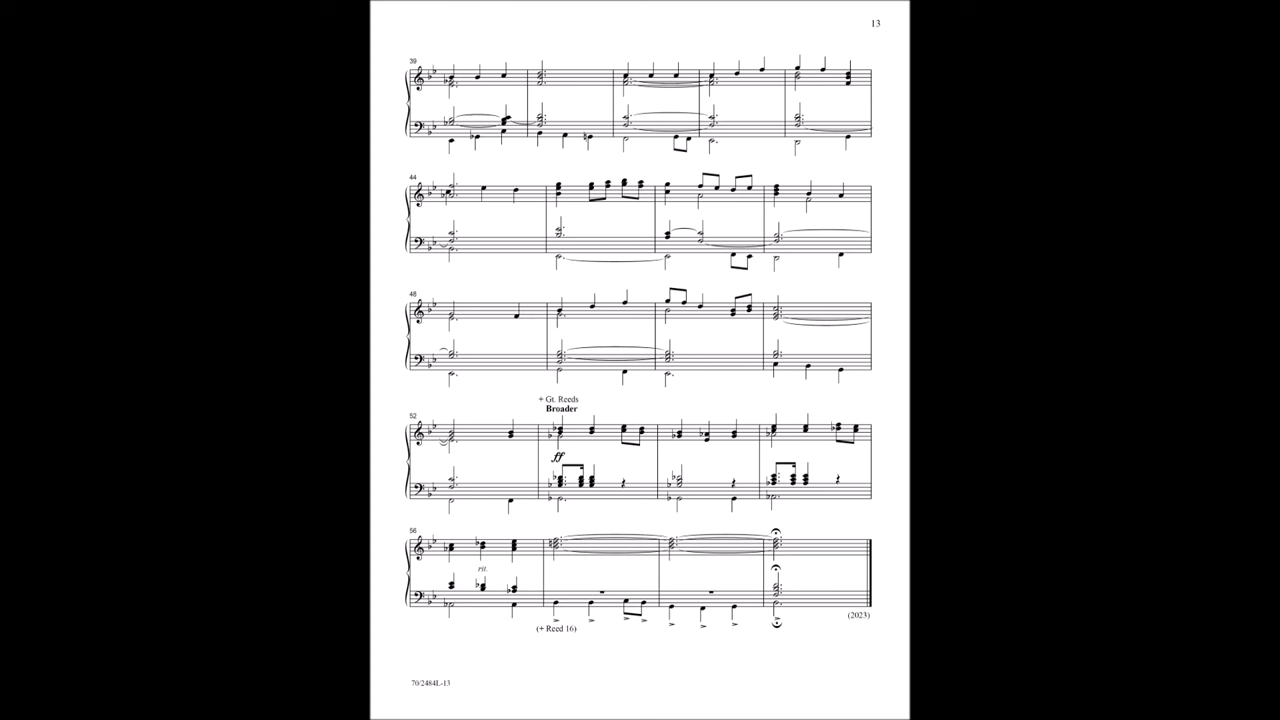 13
39
44
48
+ Gt. Reeds
Broader
52
ff
56
rit.
(2023)
(+ Reed 16)
70/2484L-13